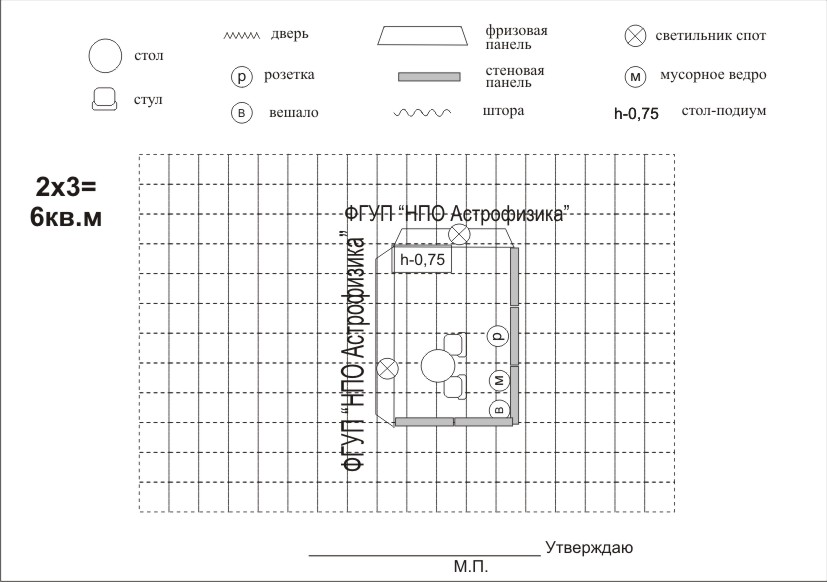 стол
стул
дверь
р розетка
в вешало
фризовая
панель
стеновая
панель
штора
светильник спот
м мусорное ведро
h-0,75 стол-подиум
2х3=
6кв.м
ФГУП “НПО Астрофизика”
ФГУП “НПО Астрофизика”
h-0,75
р
м
в
Утверждаю
М.П.